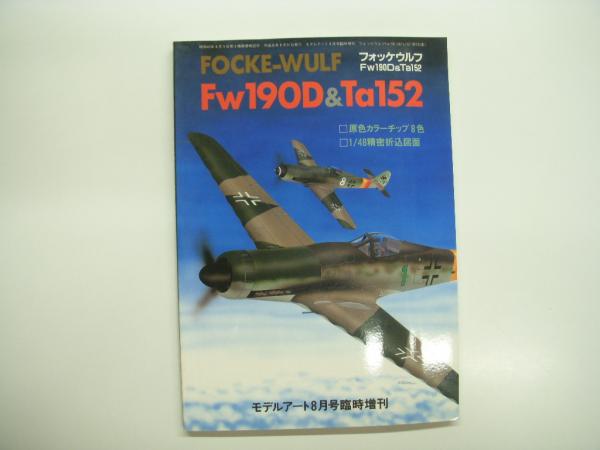 FOCKE-WULF
フォッケウルフ
Fw190D&Ta152
Fw190D&Ta152
□原色カラーチップ8色
□1/48精密折込図面
8
1
モデルアート8月号臨時増刊